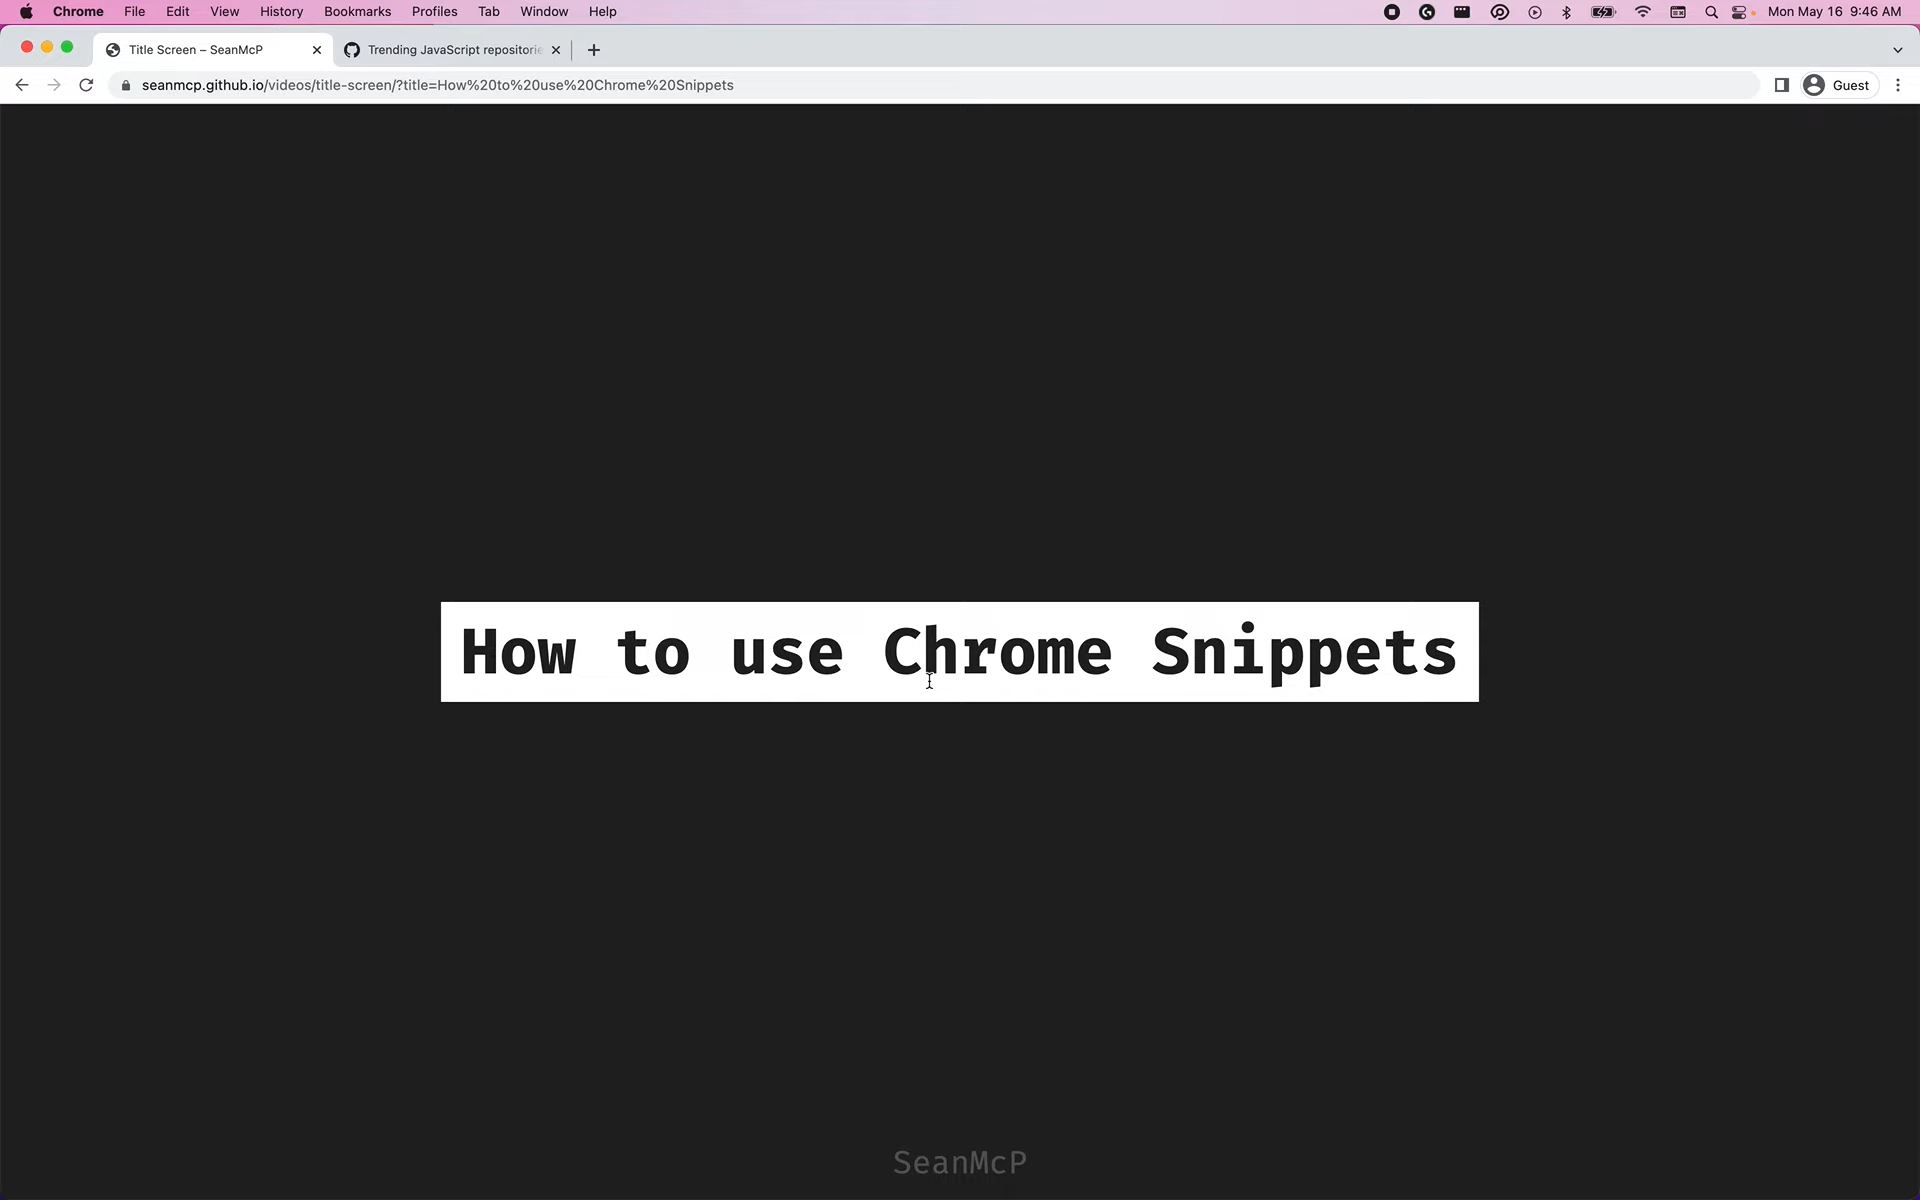 Chrome File Edit View History Bookmarks Profiles Tab Window Help Mon May 16 9:46 AM
Title Screen – SeanMcP Trending JavaScript repositorie
seanmcp.github.io/videos/title-screen/?title=How%20to%20use%20Chrome%20Snippets Guest
How to use Chrome Snippets
SeanMcP